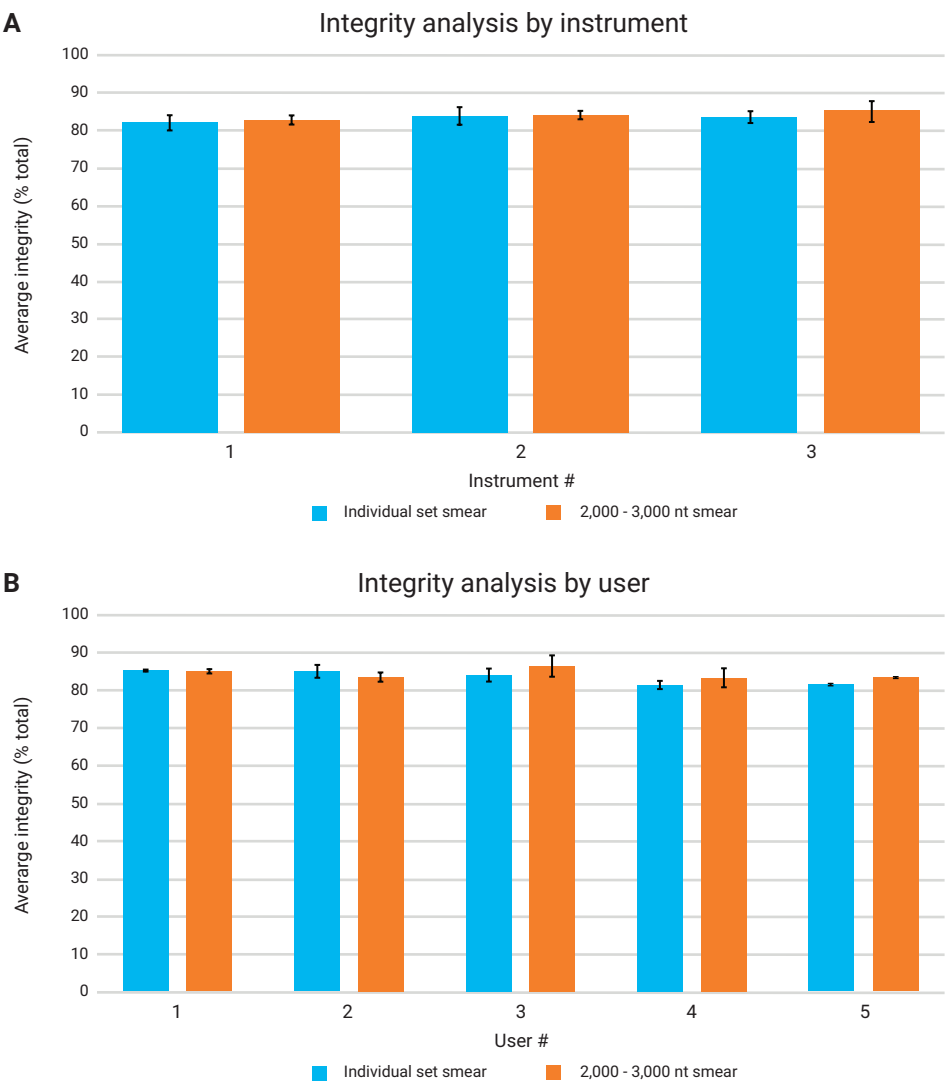 A
Integrity analysis by instrument
Averarge integrity (% total)
100
90
80
70
60
50
40
30
20
10
0
1 2 3
Instrument #
Individual set smear 2,000 - 3,000 nt smear
B
Integrity analysis by user
Averarge integrity (% total)
100
90
80
70
60
50
40
30
20
10
0
1 2 3 4 5
User #
Individual set smear 2,000 - 3,000 nt smear